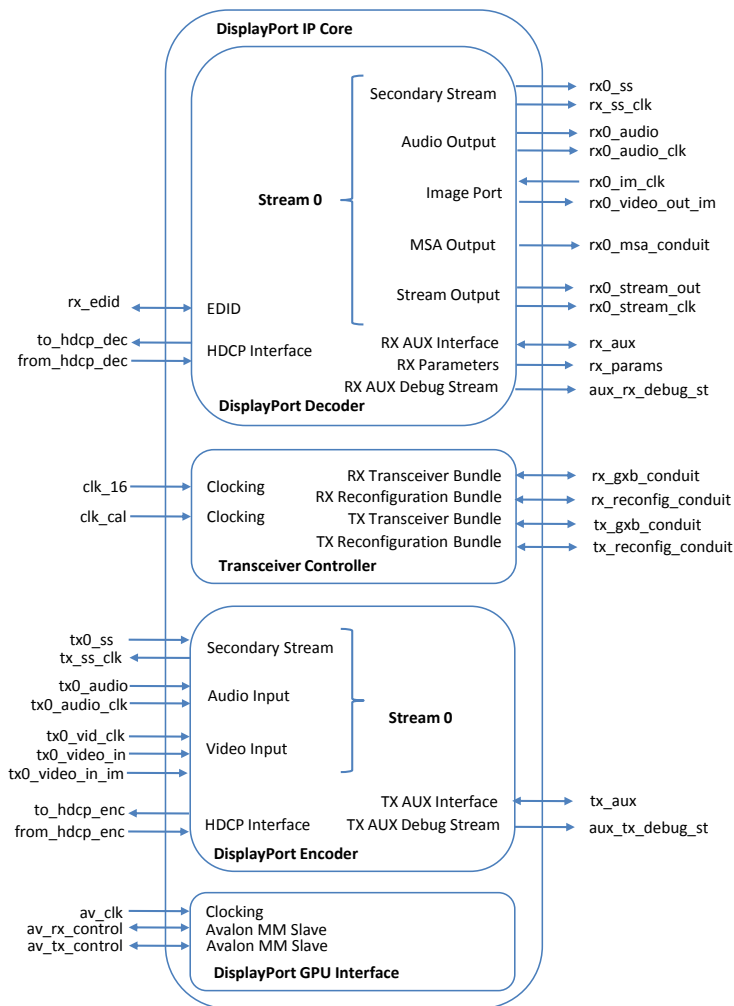 DisplayPort IP Core
Secondary Stream
rx0_ss
rx_ss_clk
Audio Output
rx0_audio
rx0_audio_clk
Stream 0
Image Port
rx0_im_clk
rx0_video_out_im
MSA Output
rx0_msa_conduit
Stream Output
rx0_stream_out
rx0_stream_clk
rx_edid
EDID
to_hdcp_dec
from_hdcp_dec
HDCP Interface
RX AUX Interface
rx_aux
RX Parameters
rx_params
RX AUX Debug Stream
aux_rx_debug_st
DisplayPort Decoder
clk_16
Clocking
clk_cal
Clocking
RX Transceiver Bundle
rx_gxb_conduit
RX Reconfiguration Bundle
rx_reconfig_conduit
TX Transceiver Bundle
tx_gxb_conduit
TX Reconfiguration Bundle
tx_reconfig_conduit
Transceiver Controller
tx0_ss
tx_ss_clk
Secondary Stream
tx0_audio
tx0_audio_clk
Audio Input
Stream 0
tx0_vid_clk
tx0_video_in
tx0_video_in_im
Video Input
to_hdcp_enc
from_hdcp_enc
HDCP Interface
TX AUX Interface
tx_aux
TX AUX Debug Stream
aux_tx_debug_st
DisplayPort Encoder
av_clk
Clocking
av_rx_control
Avalon MM Slave
av_tx_control
Avalon MM Slave
DisplayPort GPU Interface